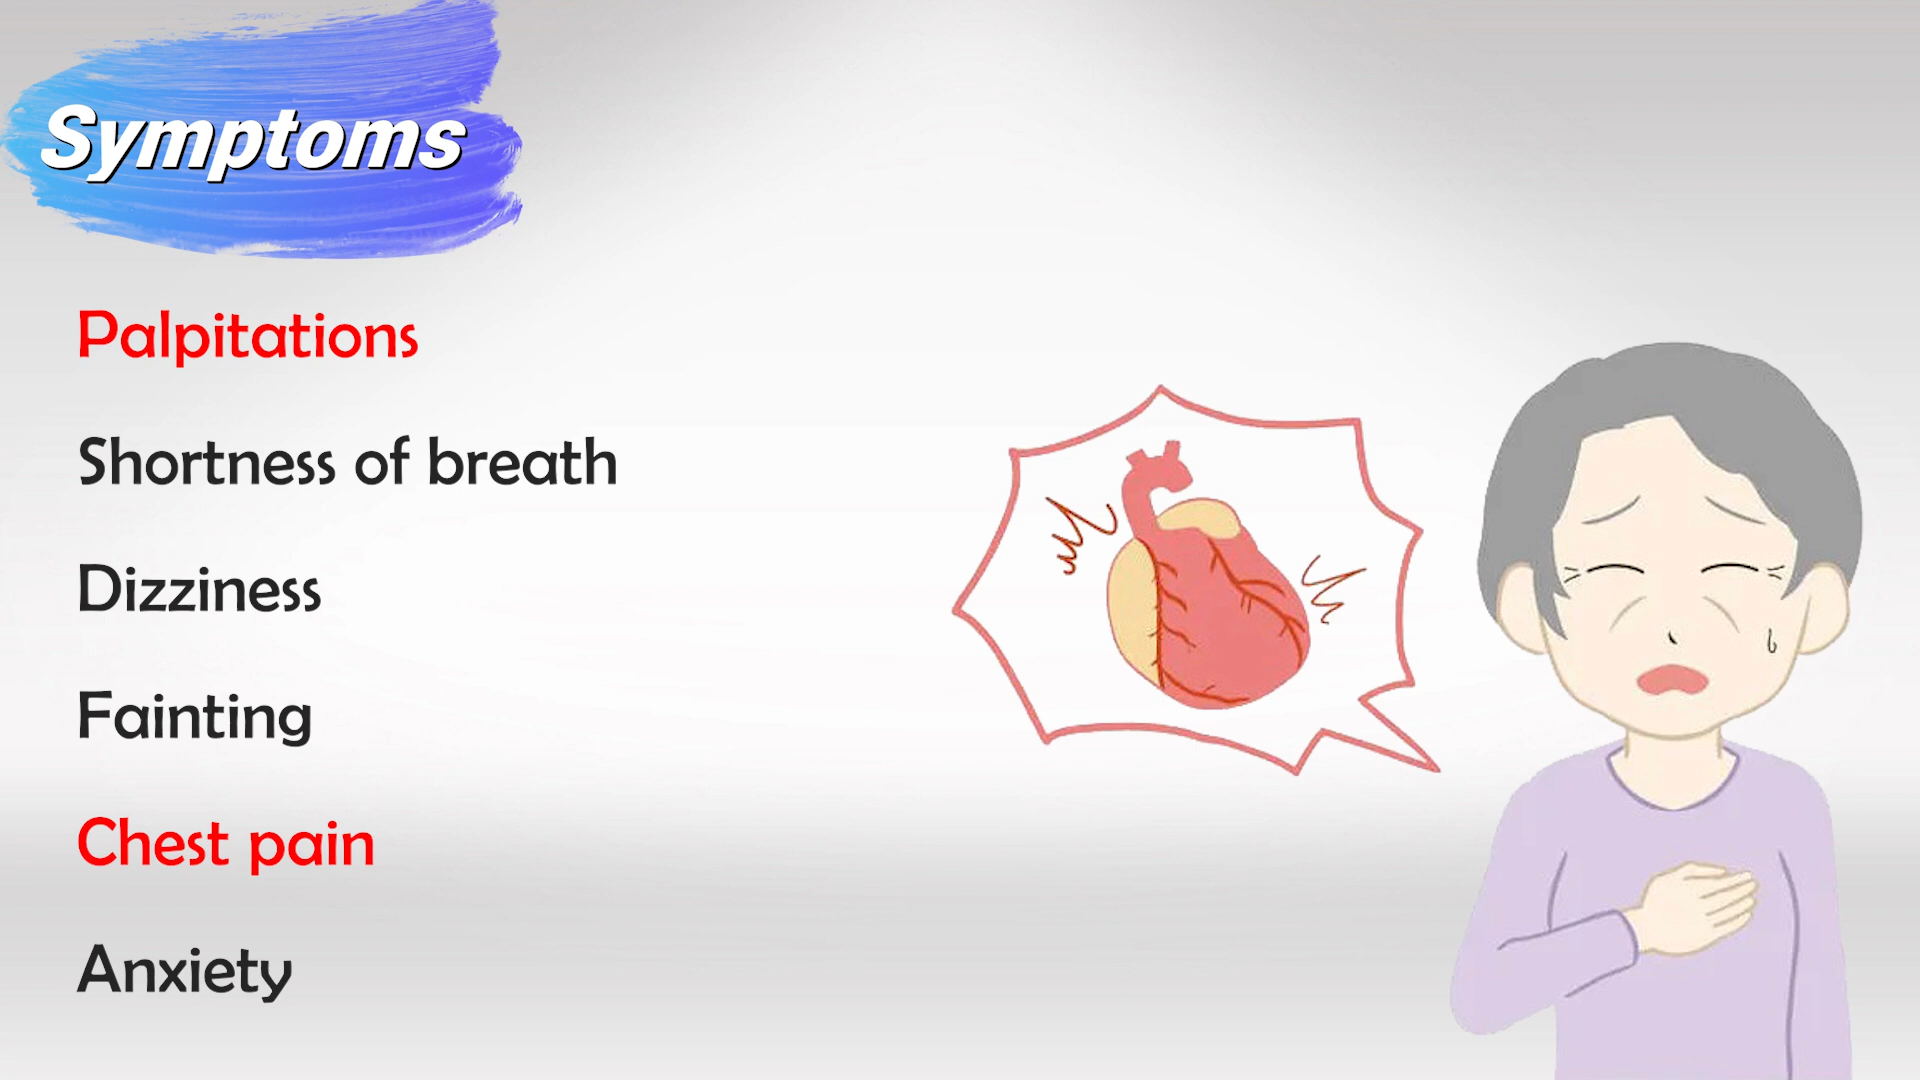 Symptoms
Palpitations
Shortness of breath
Dizziness
Fainting
Chest pain
Anxiety